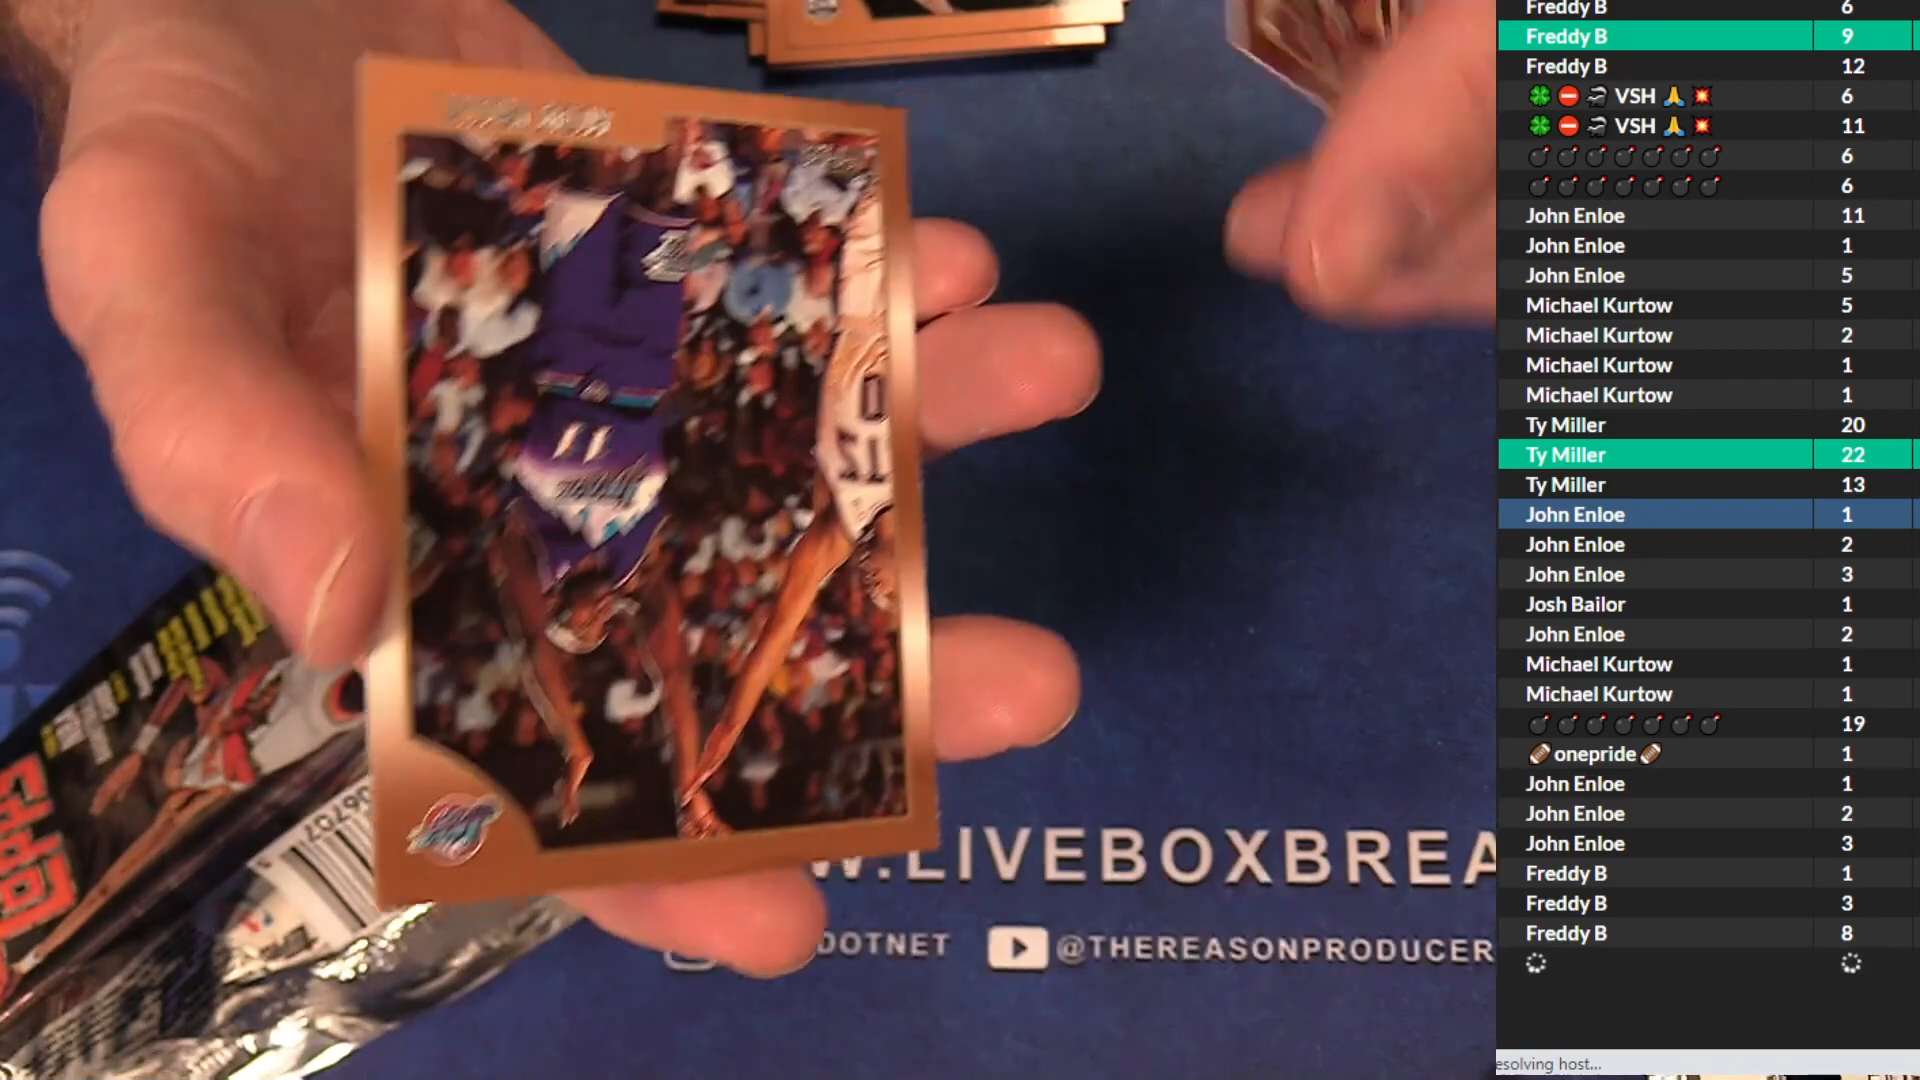 Freddy B 6
Freddy B 9
Freddy B 12
🍀 ⛔ VSH 🙏 💥 6
🍀 ⛔ VSH 🙏 💥 11
💣 💣 💣 💣 💣 💣 💣 6
💣 💣 💣 💣 💣 💣 💣 6
John Enloe 11
John Enloe 1
John Enloe 5
Michael Kurtow 5
Michael Kurtow 2
Michael Kurtow 1
Michael Kurtow 1
Ty Miller 20
Ty Miller 22
Ty Miller 13
John Enloe 1
John Enloe 2
John Enloe 3
Josh Bailor 1
John Enloe 2
Michael Kurtow 1
Michael Kurtow 1
💣 💣 💣 💣 💣 💣 💣 19
🏈 onepride 🏈 1
John Enloe 1
John Enloe 2
John Enloe 3
Freddy B 1
Freddy B 3
Freddy B 8
esolving host...
11
W.LIVEBOXBREA
DOTNET @THEREASONPRODUCER
06707